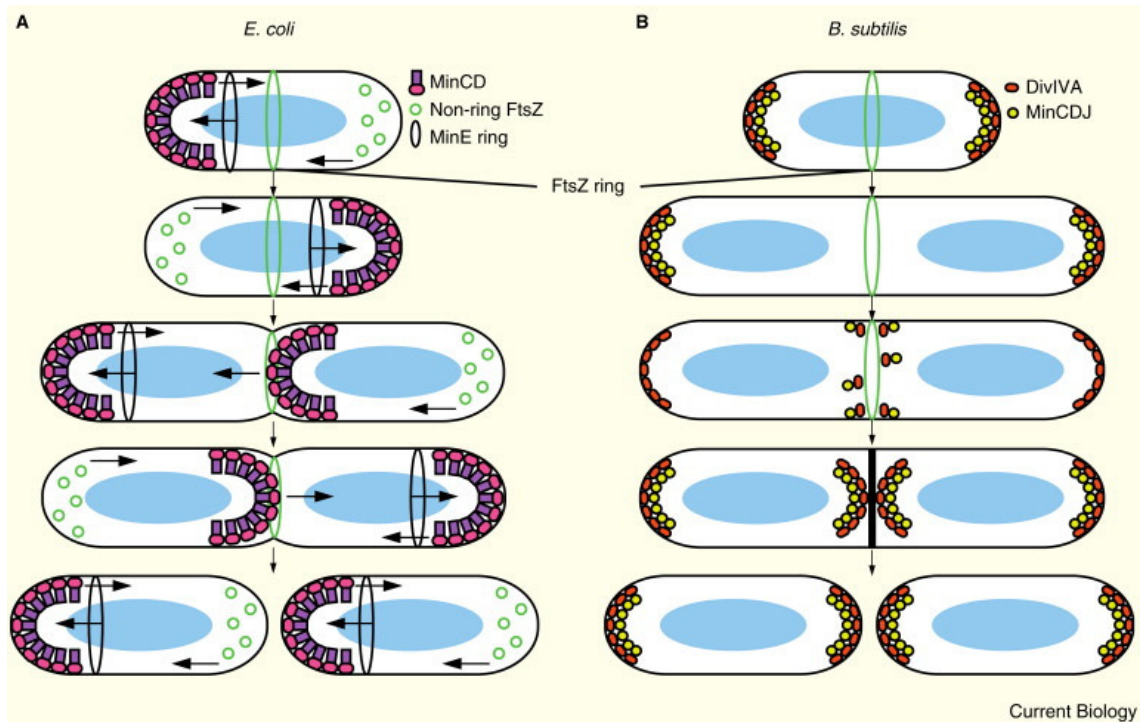 A
E. coli
MinCD
Non-ring FtsZ
MinE ring
FtsZ ring
B
B. subtilis
DivIVA
MinCDJ
Current Biology